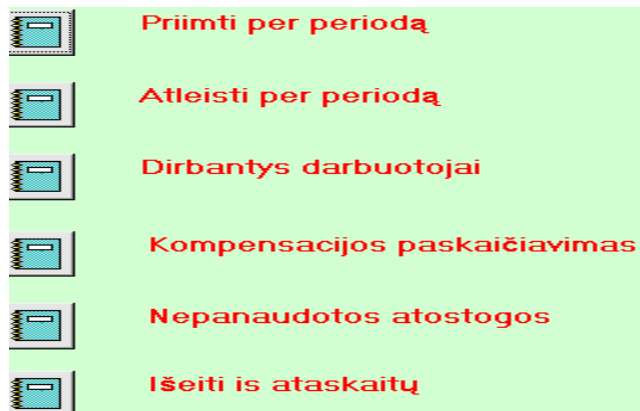 Priimti per periodą
Atleisti per periodą
Dirbantys darbuotojai
Kompensacijos paskaičiavimas
Nepanaudotos atostogos
Išeiti is ataskaitų